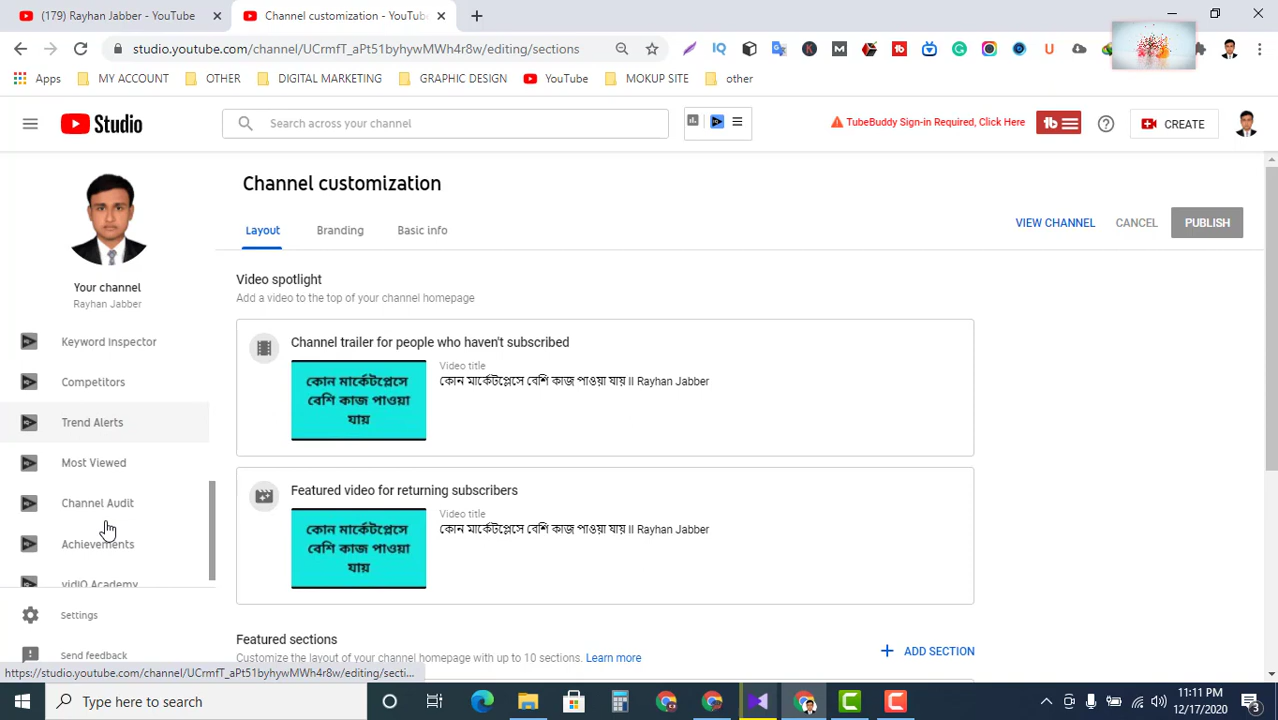 (179) Rayhan Jabber - YouTube
Channel customization - YouTube
studio.youtube.com/channel/UCrmfT_aPt51byhywMWh4r8w/editing/sections
Apps MY ACCOUNT OTHER DIGITAL MARKETING GRAPHIC DESIGN YouTube MOKUP SITE other
Studio
Search across your channel
TubeBuddy Sign-in Required, Click Here
CREATE
Channel customization
Layout Branding Basic info
VIEW CHANNEL CANCEL PUBLISH
Your channel
Rayhan Jabber
Keyword Inspector
Competitors
Trend Alerts
Most Viewed
Channel Audit
Achievements
vidIQ Academy
Settings
Send feedback
Video spotlight
Add a video to the top of your channel homepage
Channel trailer for people who haven't subscribed
কোন মার্কেটপ্লেসে
বেশি কাজ পাওয়া
যায়
Video title
কোন মার্কেটপ্লেসে বেশি কাজ পাওয়া যায় II Rayhan Jabber
Featured video for returning subscribers
কোন মার্কেটপ্লেসে
বেশি কাজ পাওয়া
যায়
Video title
কোন মার্কেটপ্লেসে বেশি কাজ পাওয়া যায় II Rayhan Jabber
Featured sections
Customize the layout of your channel homepage with up to 10 sections. Learn more
ADD SECTION
https://studio.youtube.com/channel/UCrmfT_aPt51byhywMWh4r8w/editing/secti...
Type here to search
11:11 PM
12/17/2020
3